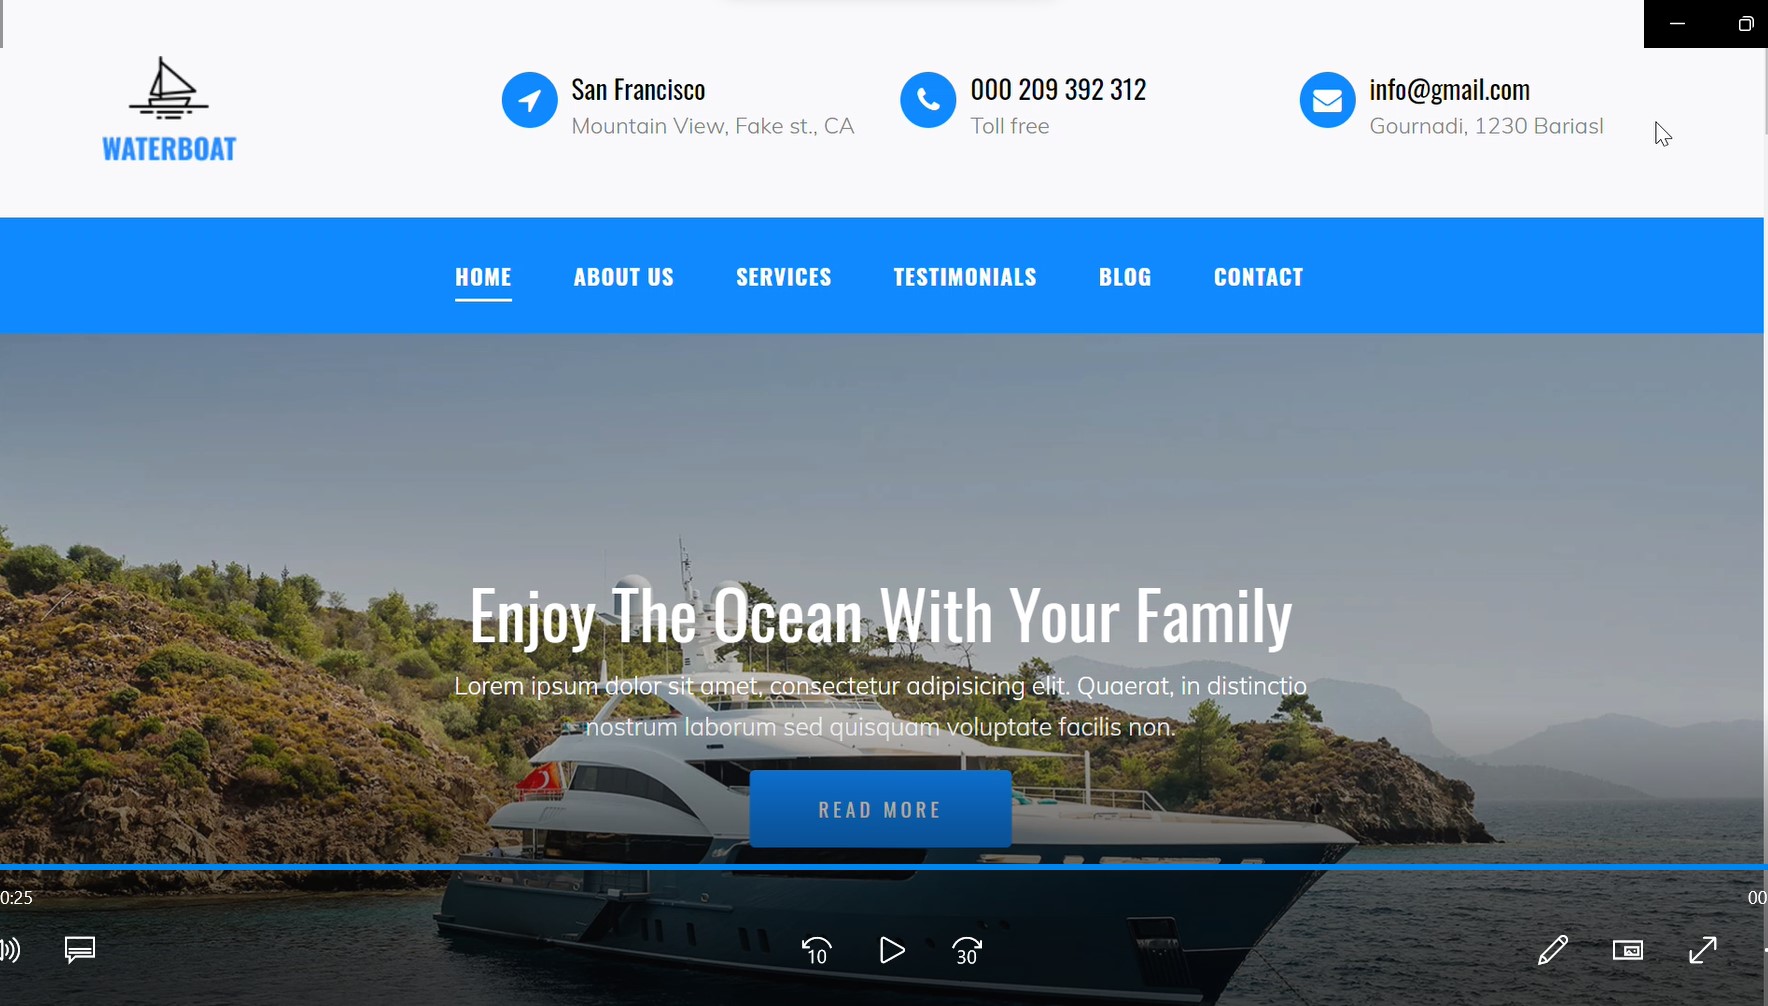 WATERBOAT
San Francisco
Mountain View, Fake st., CA
000 209 392 312
Toll free
info@gmail.com
Gournadi, 1230 Bariasl
HOME ABOUT US SERVICES TESTIMONIALS BLOG CONTACT
Enjoy The Ocean With Your Family
Lorem ipsum dolor sit amet, consectetur adipisicing elit. Quaerat, in distinctio
nostrum laborum sed quisquam voluptate facilis non.
READ MORE
0:25
00
10
30